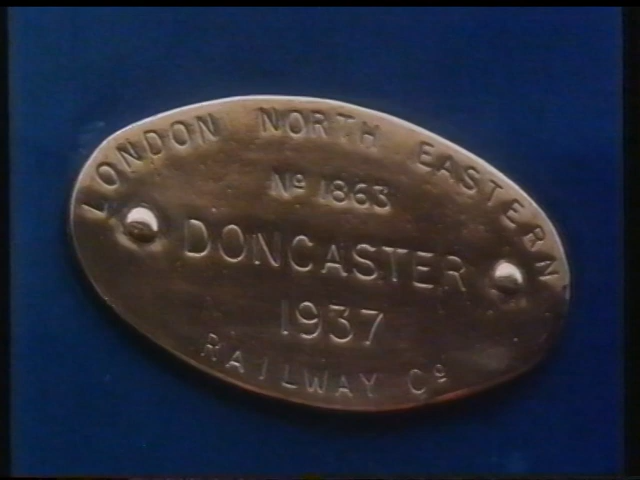 LONDON NORTH EASTERN
Nº 1863
DONCASTER
1937
RAILWAY Cº